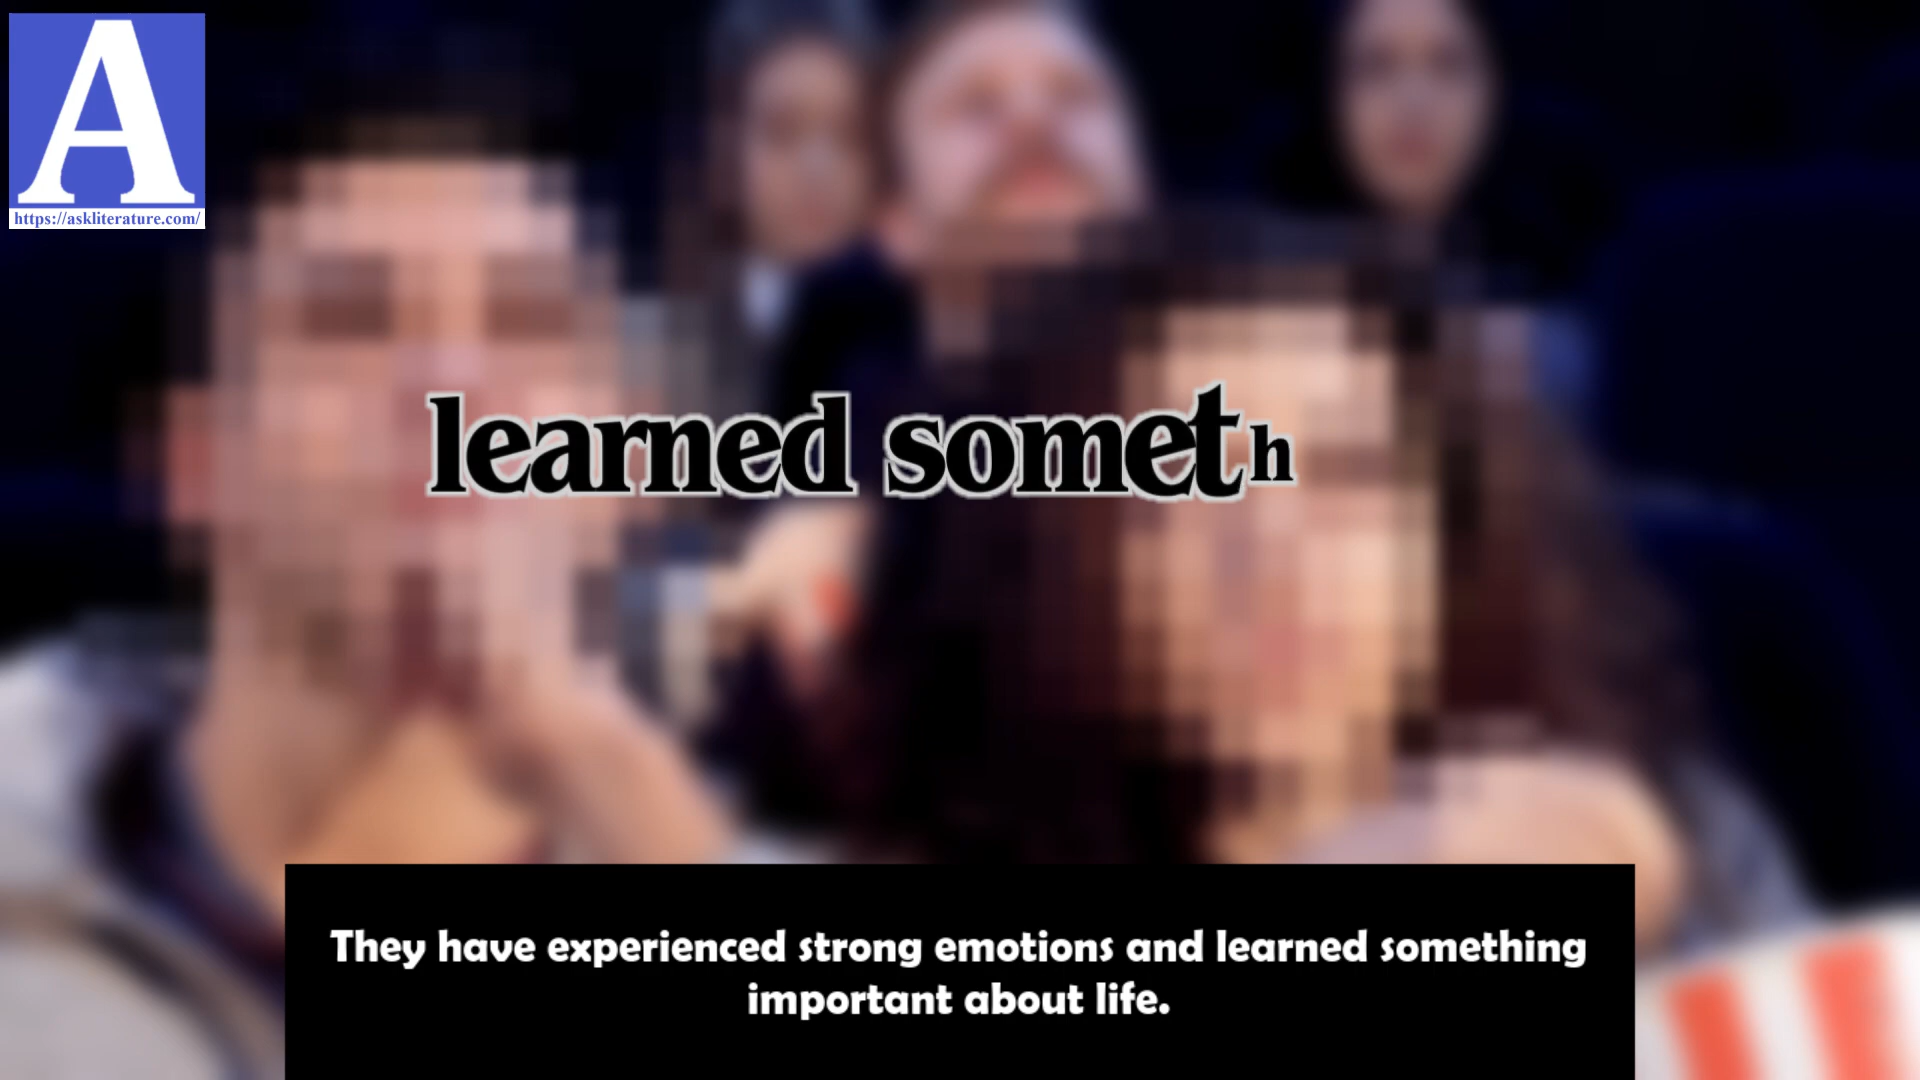 A
https://askliterature.com/
learned someth
They have experienced strong emotions and learned something
important about life.